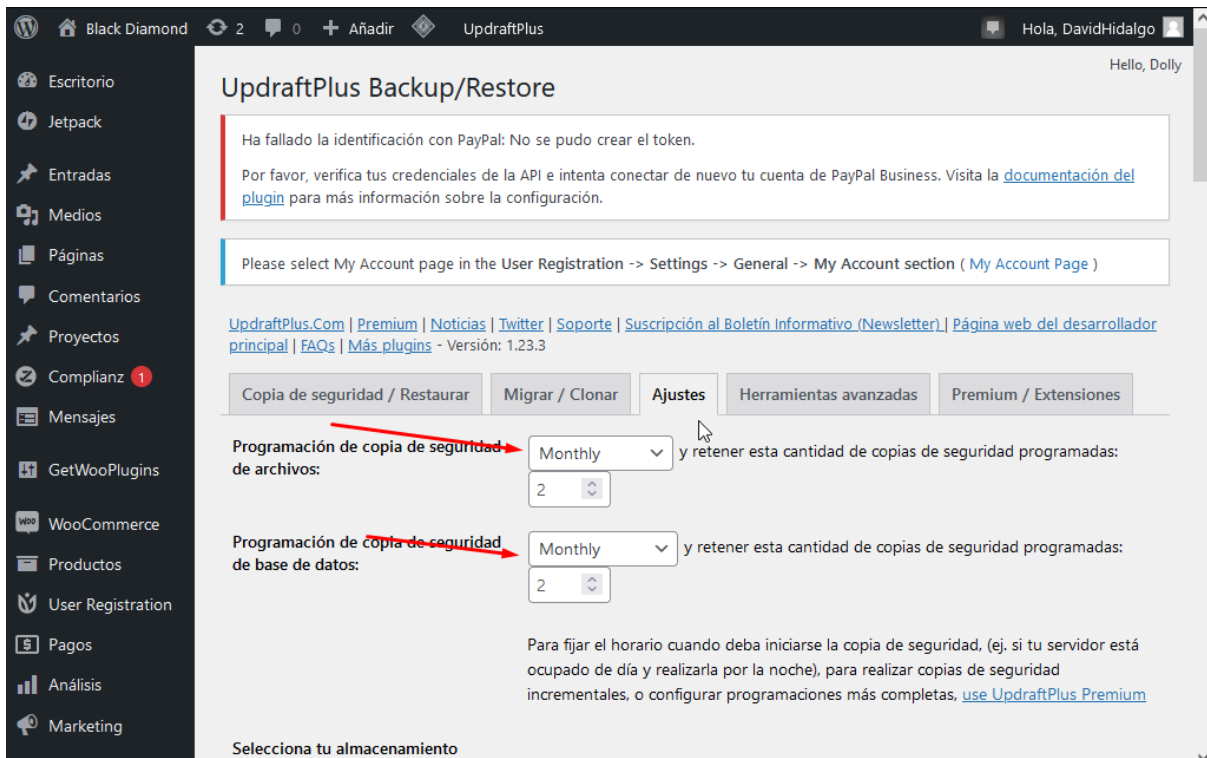 Black Diamond 2 0 + Añadir UpdraftPlus Hola, DavidHidalgo
Hello, Dolly
Escritorio
Jetpack
Entradas
Medios
Páginas
Comentarios
Proyectos
Complianz 1
Mensajes
GetWooPlugins
WooCommerce
Productos
User Registration
Pagos
Análisis
Marketing
UpdraftPlus Backup/Restore
Ha fallado la identificación con PayPal: No se pudo crear el token.
Por favor, verifica tus credenciales de la API e intenta conectar de nuevo tu cuenta de PayPal Business. Visita la documentación del
plugin para más información sobre la configuración.
Please select My Account page in the User Registration -> Settings -> General -> My Account section ( My Account Page )
UpdraftPlus.Com | Premium | Noticias | Twitter | Soporte | Suscripción al Boletín Informativo (Newsletter) | Página web del desarrollador
principal | FAQs | Más plugins - Versión: 1.23.3
Copia de seguridad / Restaurar Migrar / Clonar Ajustes Herramientas avanzadas Premium / Extensiones
Programación de copia de seguridad
de archivos:
Monthly y retener esta cantidad de copias de seguridad programadas:
2
Programación de copia de seguridad
de base de datos:
Monthly y retener esta cantidad de copias de seguridad programadas:
2
Para fijar el horario cuando deba iniciarse la copia de seguridad, (ej. si tu servidor está
ocupado de día y realizarla por la noche), para realizar copias de seguridad
incrementales, o configurar programaciones más completas, use UpdraftPlus Premium
Selecciona tu almacenamiento